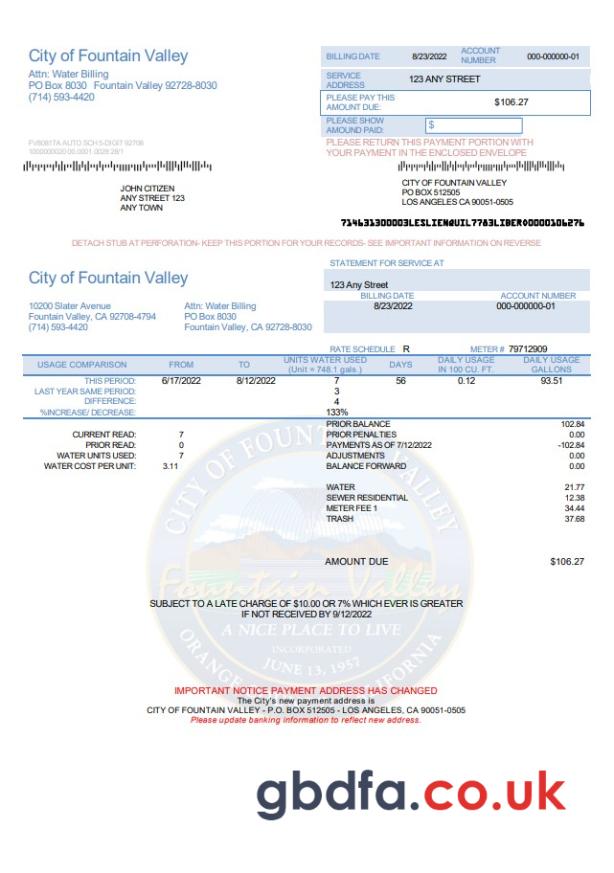 City of Fountain Valley
Attn: Water Billing
PO Box 8030 Fountain Valley 92728-8030
(714) 593-4420
BILLING DATE 8/23/2022 ACCOUNT NUMBER 000-000000-01
SERVICE ADDRESS 123 ANY STREET
PLEASE PAY THIS AMOUNT DUE: $106.27
PLEASE SHOW AMOUND PAID: $
PLEASE RETURN THIS PAYMENT PORTION WITH
YOUR PAYMENT IN THE ENCLOSED ENVELOPE
FV80817A AUTO SCH 5-DIGIT 92708
JOHN CITIZEN
ANY STREET 123
ANY TOWN
CITY OF FOUNTAIN VALLEY
PO BOX 512505
LOS ANGELES CA 90051-0505
714631300003LESLIENQUIL7783LIBER00000106276
DETACH STUB AT PERFORATION- KEEP THIS PORTION FOR YOUR RECORDS- SEE IMPORTANT INFORMATION ON REVERSE
City of Fountain Valley
10200 Slater Avenue
Fountain Valley, CA 92708-4794
(714) 593-4420
Attn: Water Billing
PO Box 8030
Fountain Valley, CA 92728-8030
STATEMENT FOR SERVICE AT
123 Any Street
BILLING DATE ACCOUNT NUMBER
8/23/2022 000-000000-01
RATE SCHEDULE R METER # 79712909
USAGE COMPARISON FROM TO UNITS WATER USED (Unit = 748.1 gals.) DAYS DAILY USAGE IN 100 CU. FT. DAILY USAGE GALLONS
THIS PERIOD: 6/17/2022 8/12/2022 7 56 0.12 93.51
LAST YEAR SAME PERIOD: 3
DIFFERENCE: 4
%INCREASE/ DECREASE: 133%
CURRENT READ: 7
PRIOR READ: 0
WATER UNITS USED: 7
WATER COST PER UNIT: 3.11
PRIOR BALANCE 102.84
PRIOR PENALTIES 0.00
PAYMENTS AS OF 7/12/2022 -102.84
ADJUSTMENTS 0.00
BALANCE FORWARD 0.00
WATER 21.77
SEWER RESIDENTIAL 12.38
METER FEE 1 34.44
TRASH 37.68
AMOUNT DUE $106.27
CITY OF FOUNTAIN VALLEY
Fountain Valley
A NICE PLACE TO LIVE
INCORPORATED
JUNE 13, 1957
ORANGE CALIFORNIA
SUBJECT TO A LATE CHARGE OF $10.00 OR 7% WHICH EVER IS GREATER
IF NOT RECEIVED BY 9/12/2022
IMPORTANT NOTICE PAYMENT ADDRESS HAS CHANGED
The City's new payment address is
CITY OF FOUNTAIN VALLEY - P.O. BOX 512505 - LOS ANGELES, CA 90051-0505
Please update banking information to reflect new address.
gbdfa.co.uk